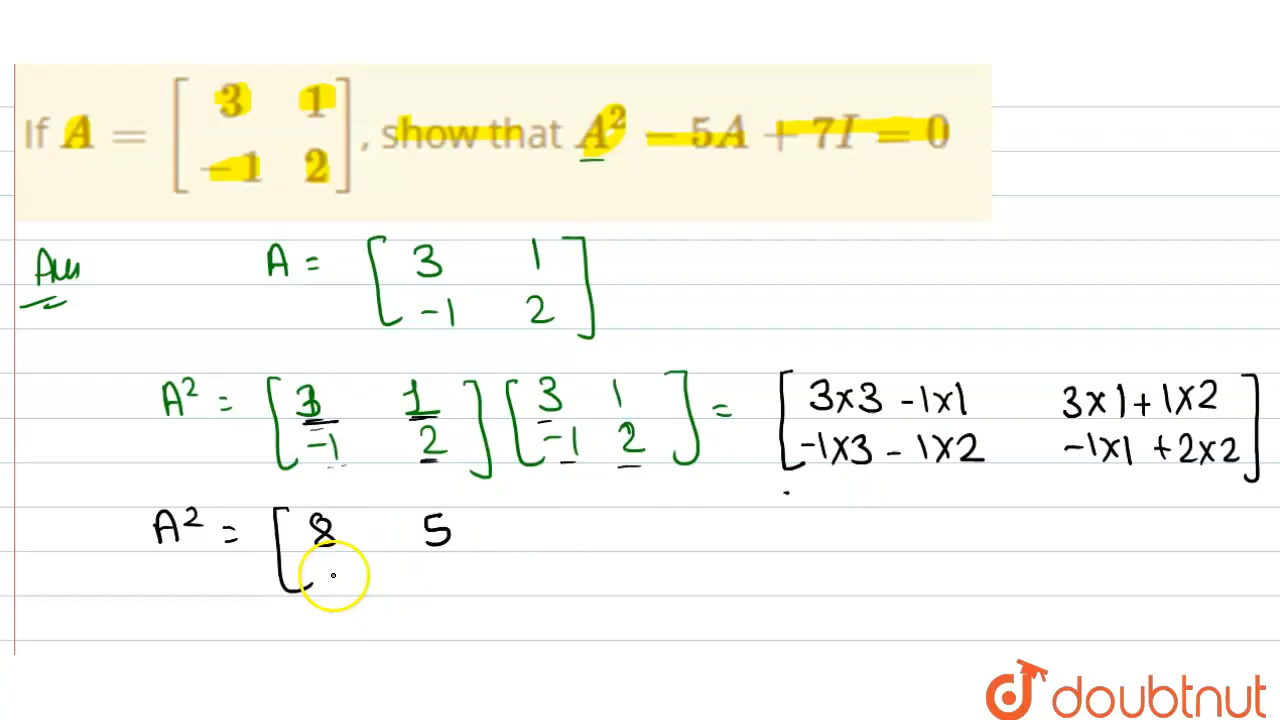 If A = [ 3 1 ; -1 2 ], show that A² − 5A + 7I = 0
Ans A = [ 3 1 ; -1 2 ]
A² = [ 3 1 ; -1 2 ] [ 3 1 ; -1 2 ] = [ 3x3 -1x1 3x1+1x2 ; -1x3 -1x2 -1x1 +2x2 ]
A² = [ 8 5
doubtnut